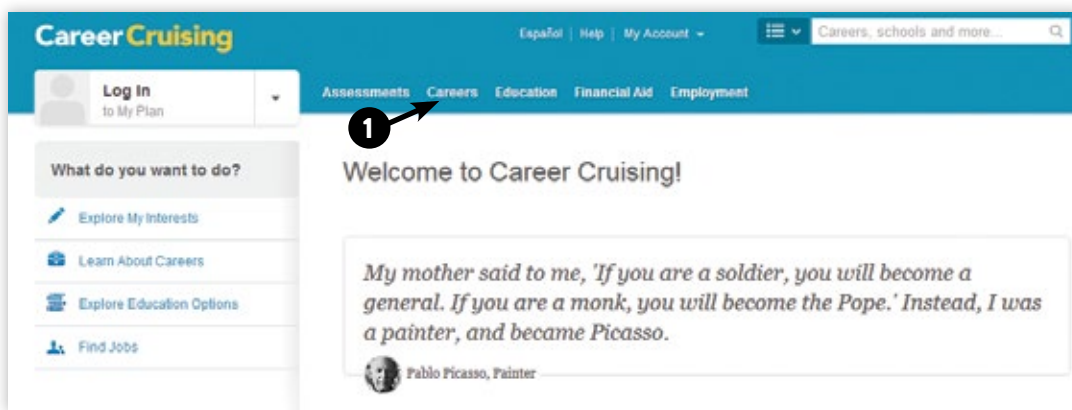 CareerCruising
Español | Help | My Account
Careers, schools and more...
Log In
to My Plan
Assessments Careers Education Financial Aid Employment
1
What do you want to do?
Explore My Interests
Learn About Careers
Explore Education Options
Find Jobs
Welcome to Career Cruising!
My mother said to me, 'If you are a soldier, you will become a
general. If you are a monk, you will become the Pope.' Instead, I was
a painter, and became Picasso.
Pablo Picasso, Painter